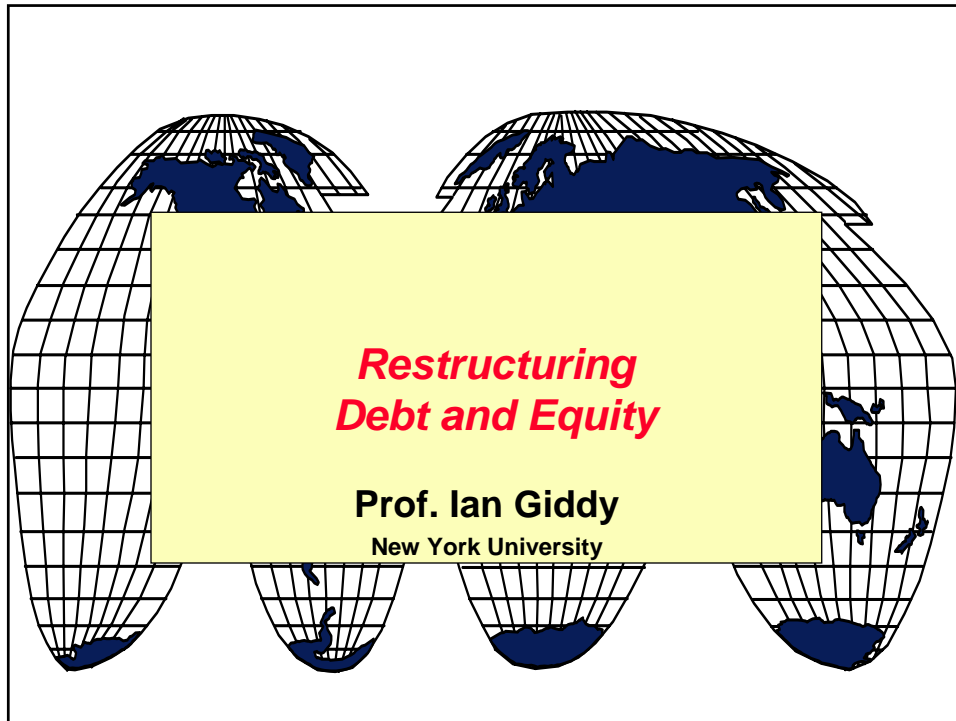 Restructuring
Debt and Equity
Prof. Ian Giddy
New York University